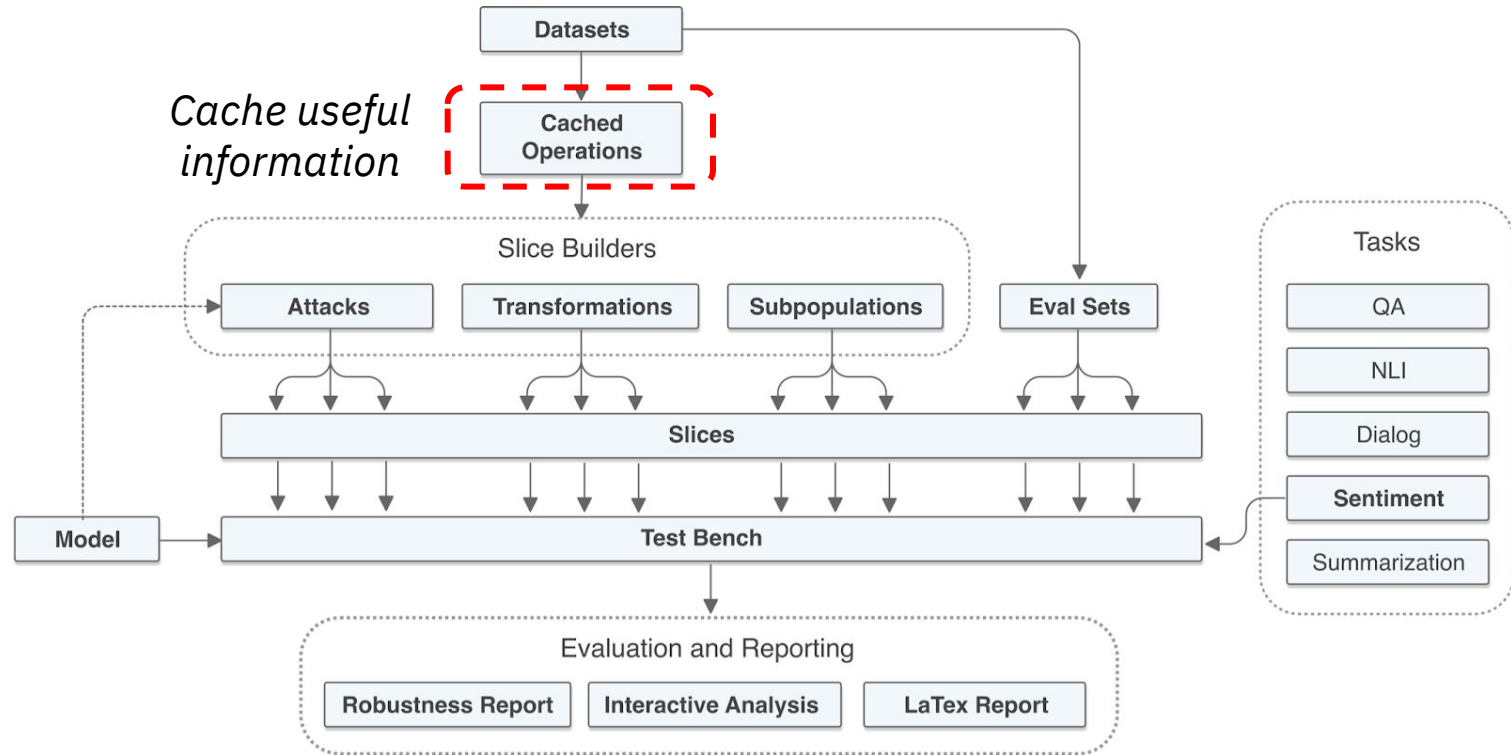 Datasets
Cache useful
information
Cached
Operations
Slice Builders
Attacks
Transformations
Subpopulations
Eval Sets
Tasks
QA
NLI
Dialog
Sentiment
Summarization
Slices
Model
Test Bench
Evaluation and Reporting
Robustness Report
Interactive Analysis
LaTex Report